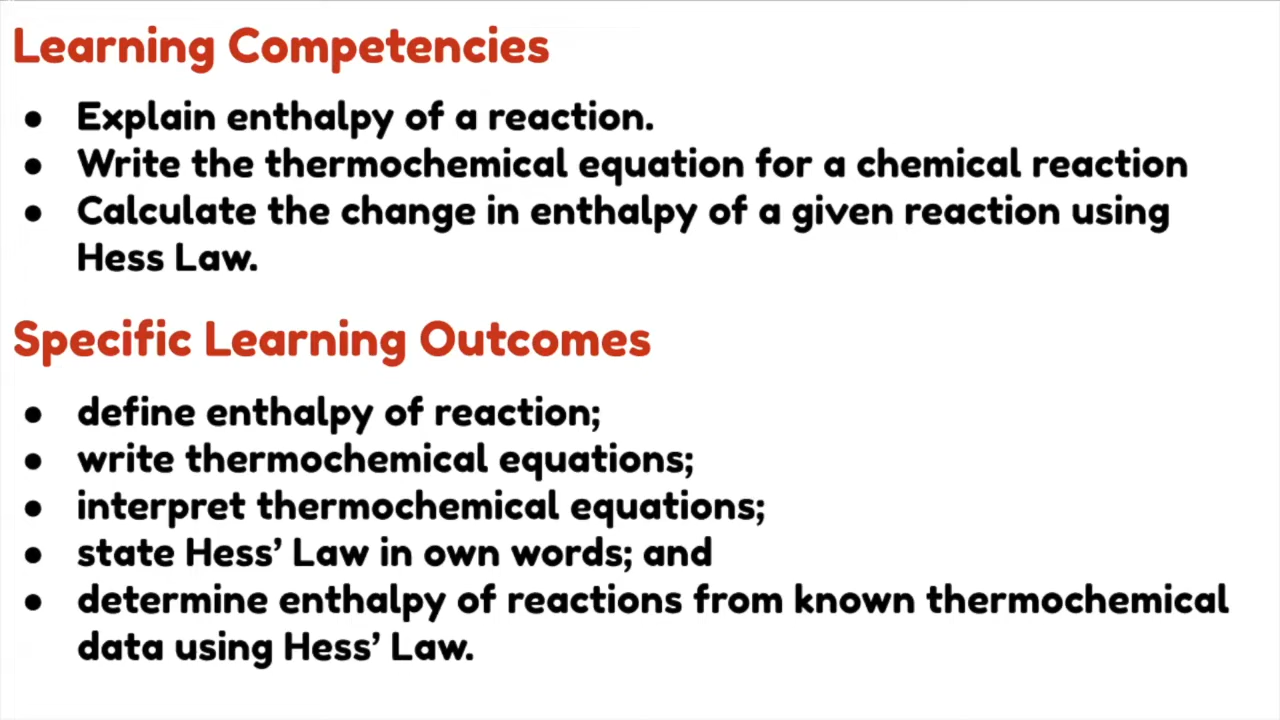 Learning Competencies
● Explain enthalpy of a reaction.
● Write the thermochemical equation for a chemical reaction
● Calculate the change in enthalpy of a given reaction using
Hess Law.
Specific Learning Outcomes
● define enthalpy of reaction;
● write thermochemical equations;
● interpret thermochemical equations;
● state Hess’ Law in own words; and
● determine enthalpy of reactions from known thermochemical
data using Hess’ Law.